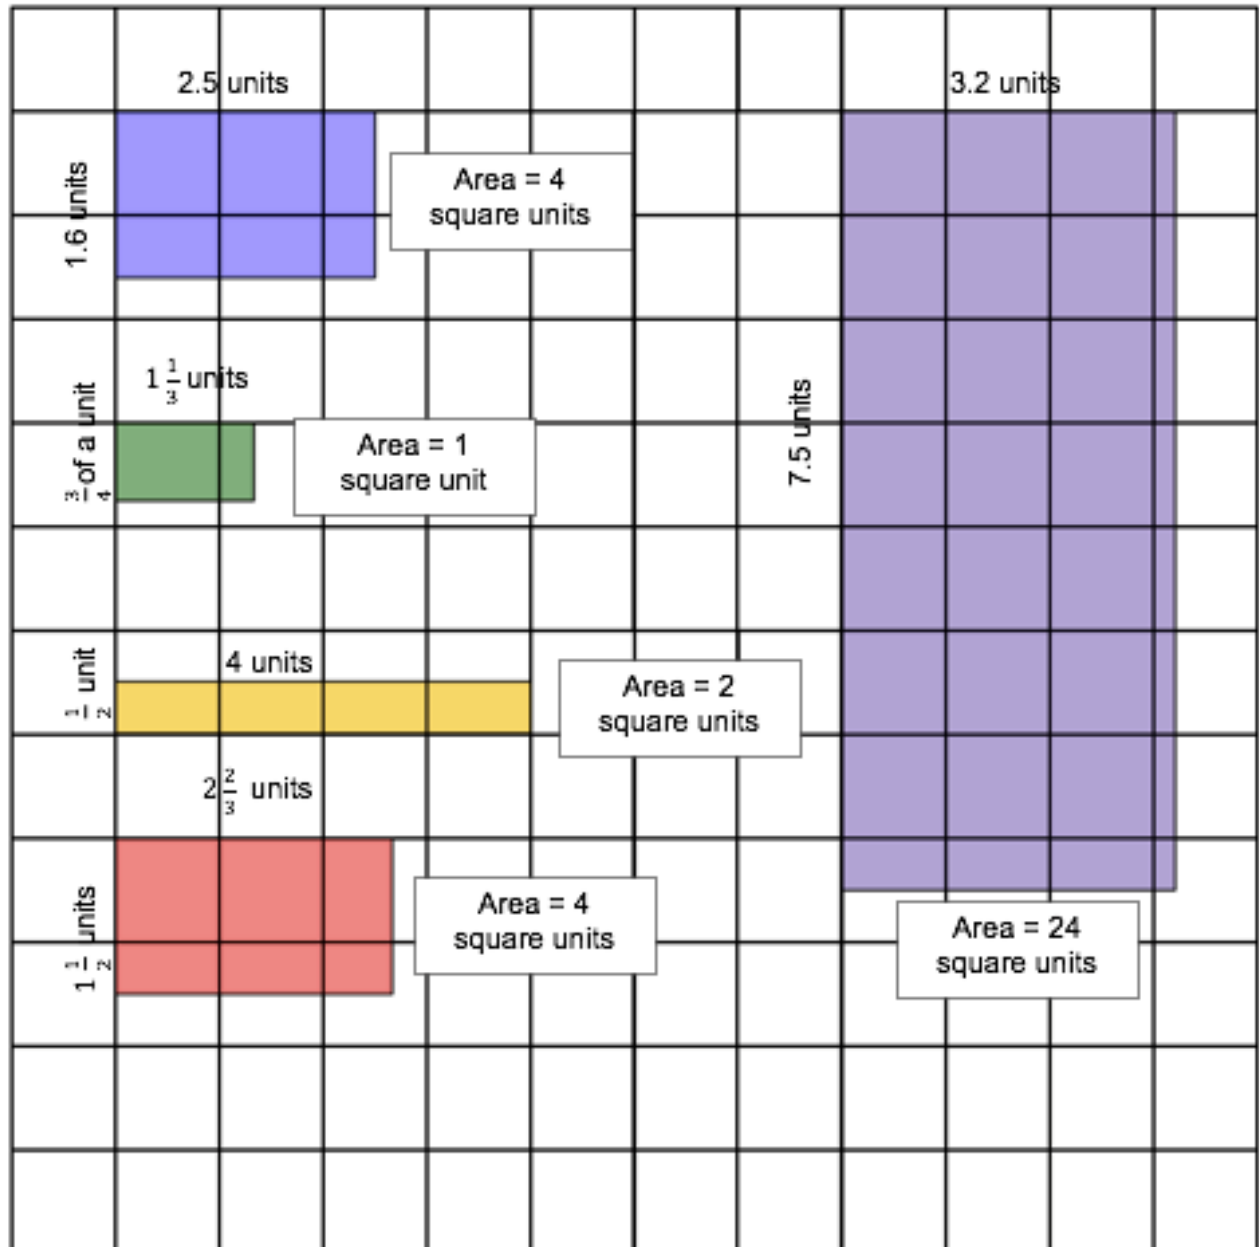 2.5 units
3.2 units
1.6 units
Area = 4
square units
1 1/3 units
3/4 of a unit
Area = 1
square unit
7.5 units
4 units
1/2 unit
Area = 2
square units
2 2/3 units
1 1/2 units
Area = 4
square units
Area = 24
square units